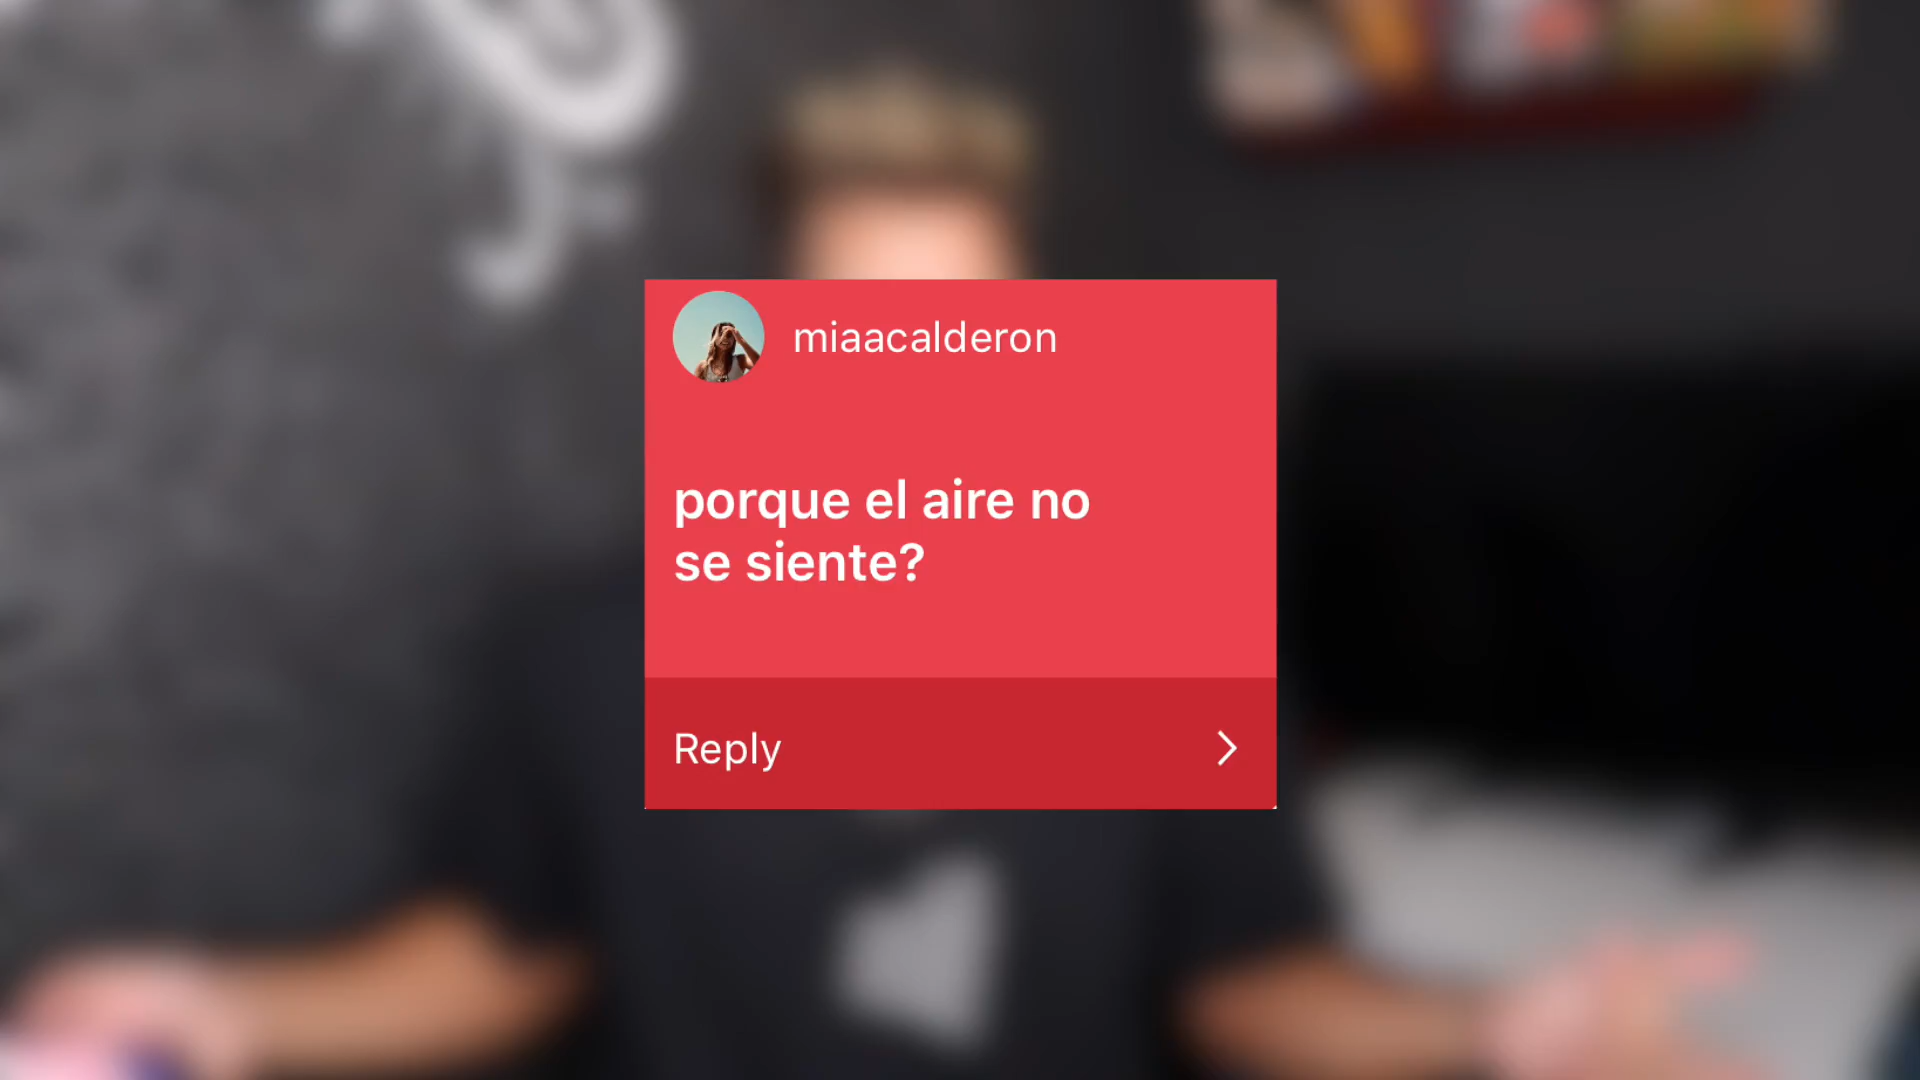 miaacalderon
porque el aire no
se siente?
Reply